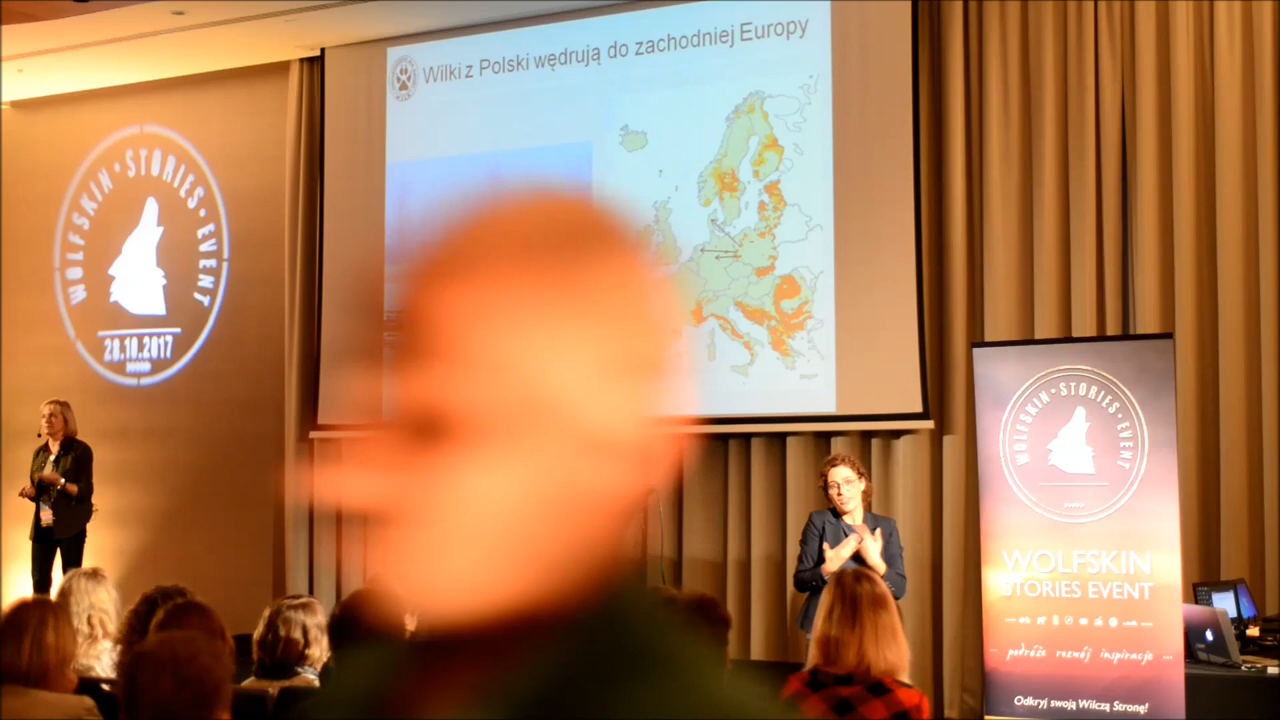 Wilki z Polski wędrują do zachodniej Europy
WOLFSKIN • STORIES • EVENT
28.10.2017
WOLFSKIN • STORIES • EVENT
WOLFSKIN
STORIES EVENT
podróże rozwój inspiracje ...
Odkryj swoją Wilczą Stronę!